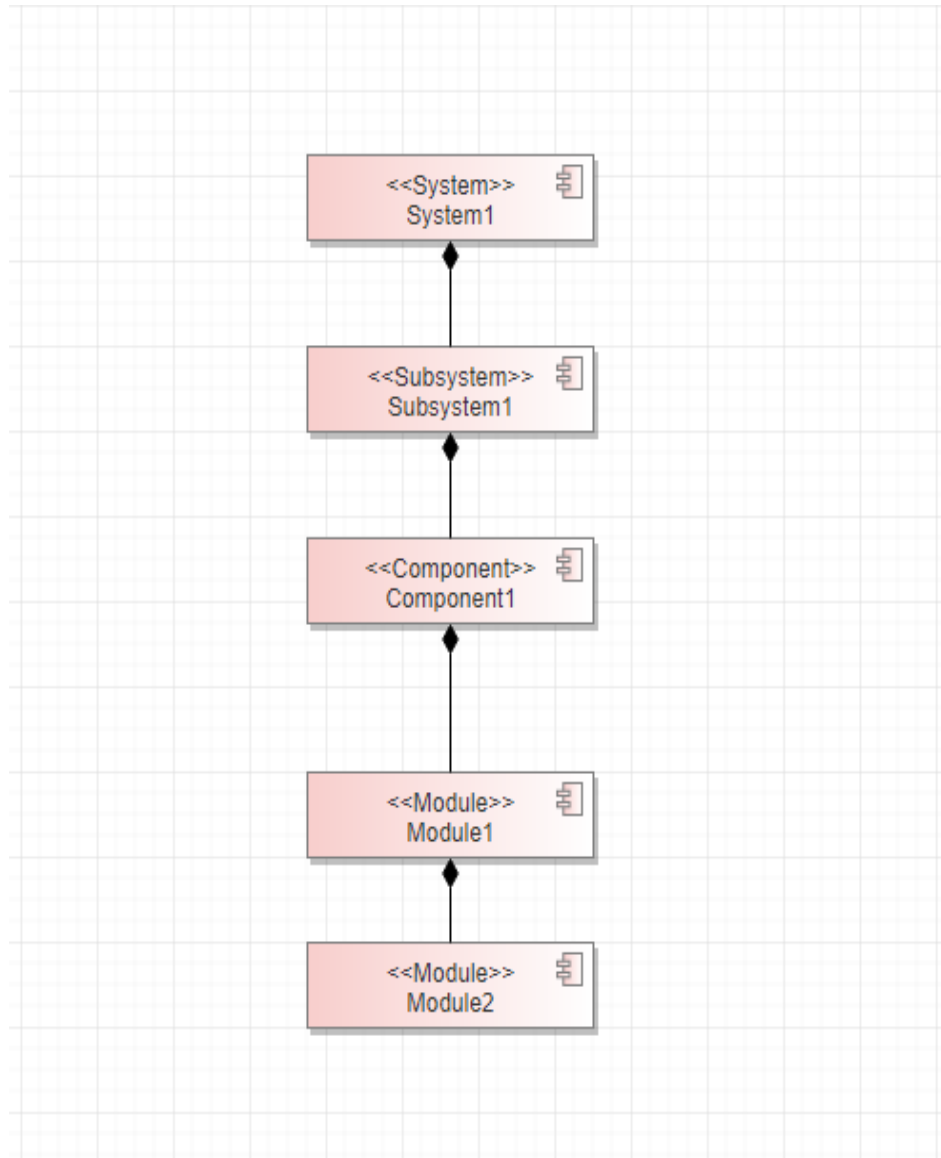 <<System>>
System1
<<Subsystem>>
Subsystem1
<<Component>>
Component1
<<Module>>
Module1
<<Module>>
Module2